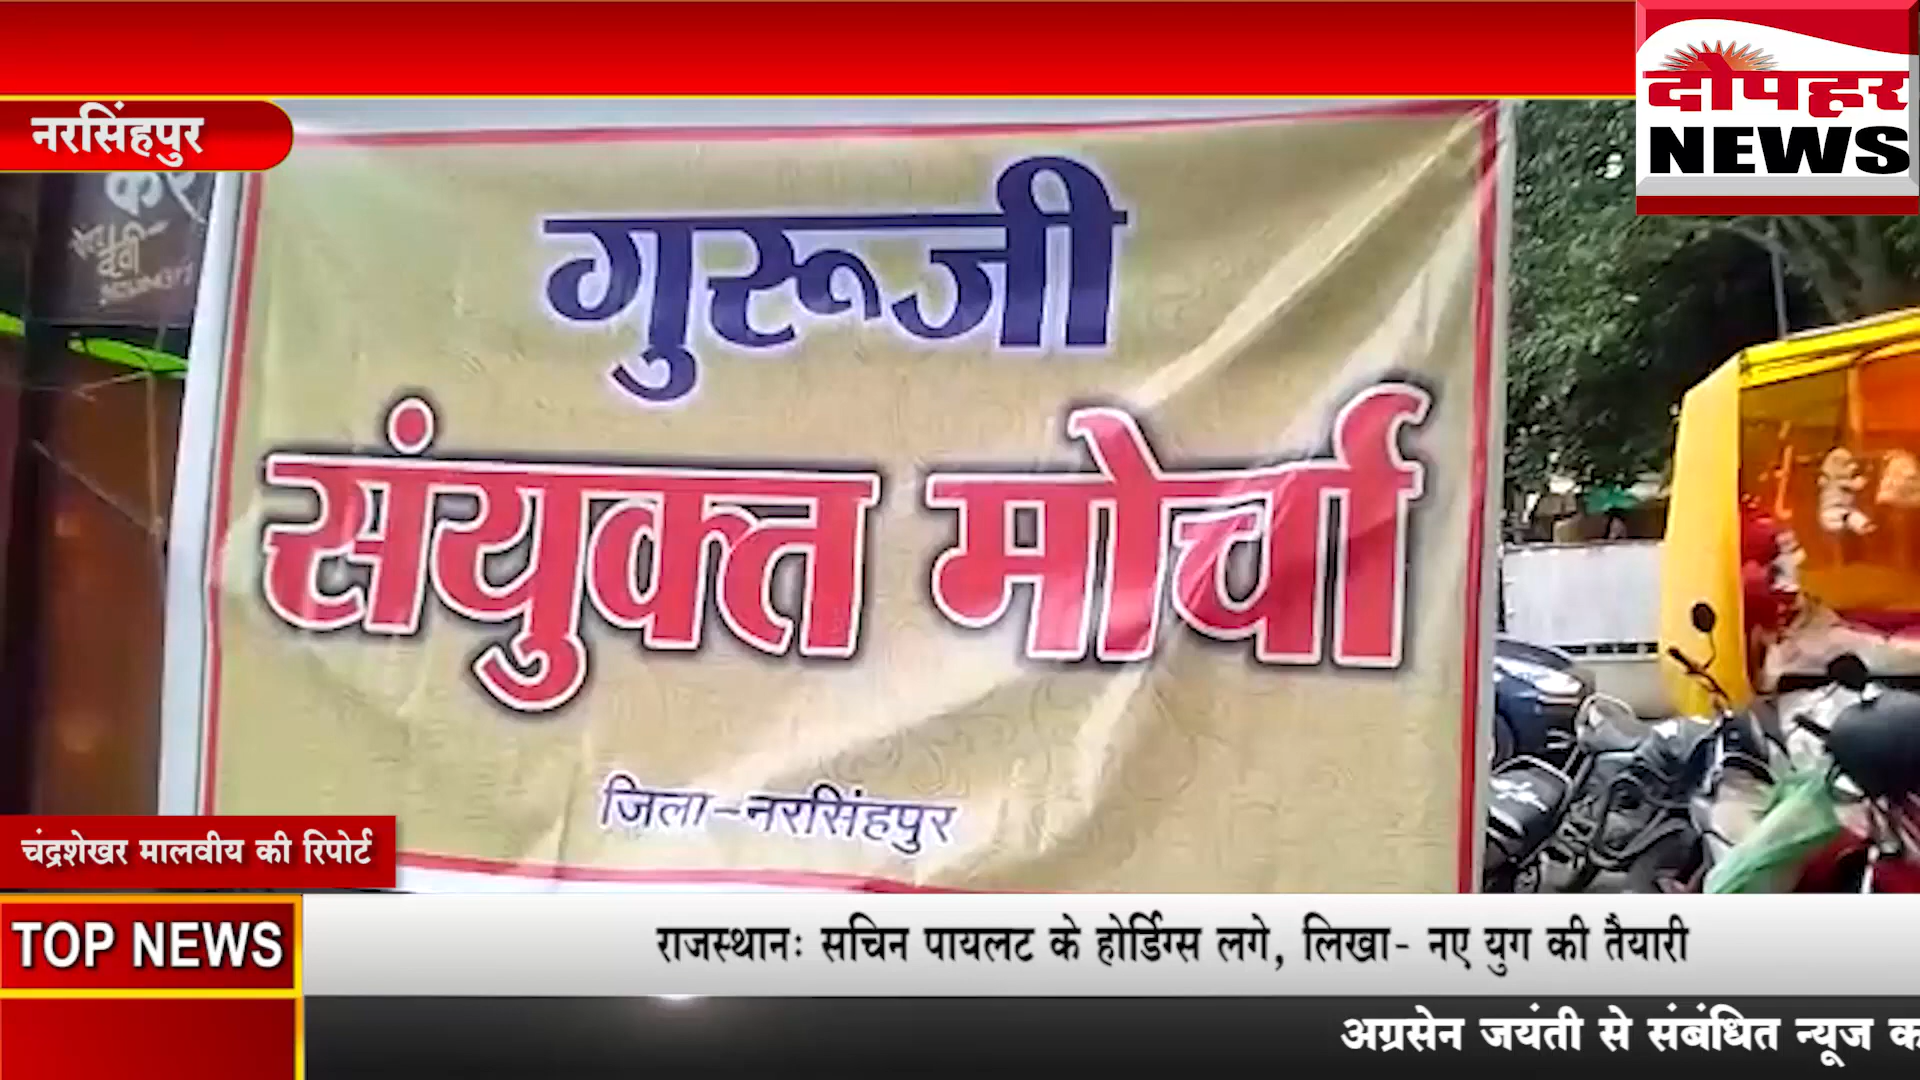 दोपहर
NEWS
नरसिंहपुर
गुरूजी
संयुक्त मोर्चा
जिला-नरसिंहपुर
चंद्रशेखर मालवीय की रिपोर्ट
TOP NEWS
राजस्थानः सचिन पायलट के होर्डिंग्स लगे, लिखा- नए युग की तैयारी
अग्रसेन जयंती से संबंधित न्यूज